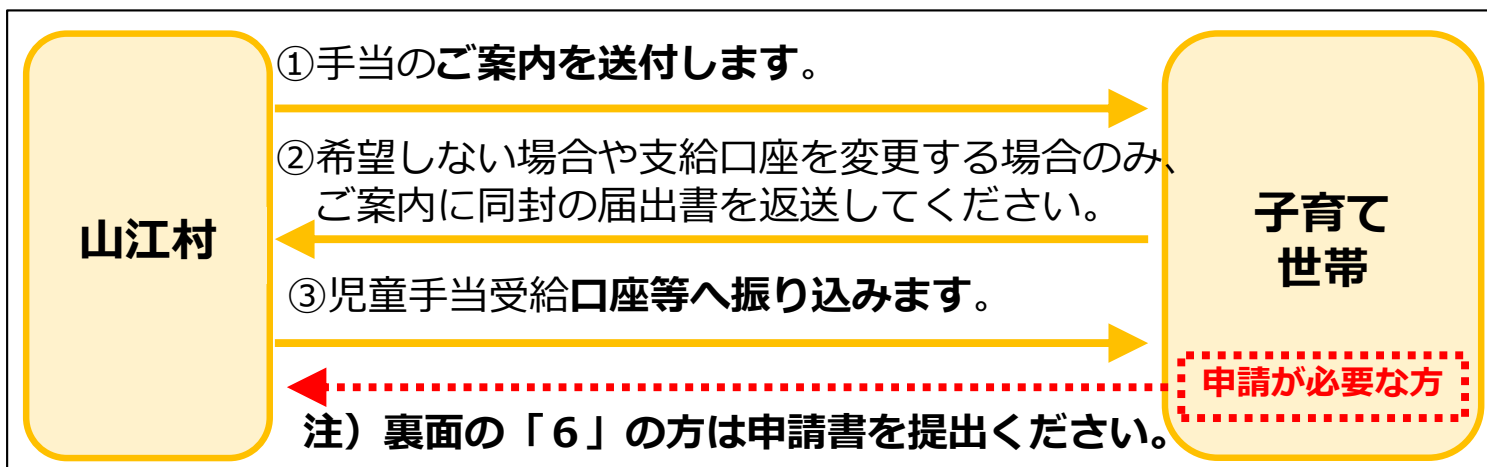 山江村
①手当のご案内を送付します。
②希望しない場合や支給口座を変更する場合のみ、
ご案内に同封の届出書を返送してください。
③児童手当受給口座等へ振り込みます。
子育て
世帯
申請が必要な方
注）裏面の「６」の方は申請書を提出ください。